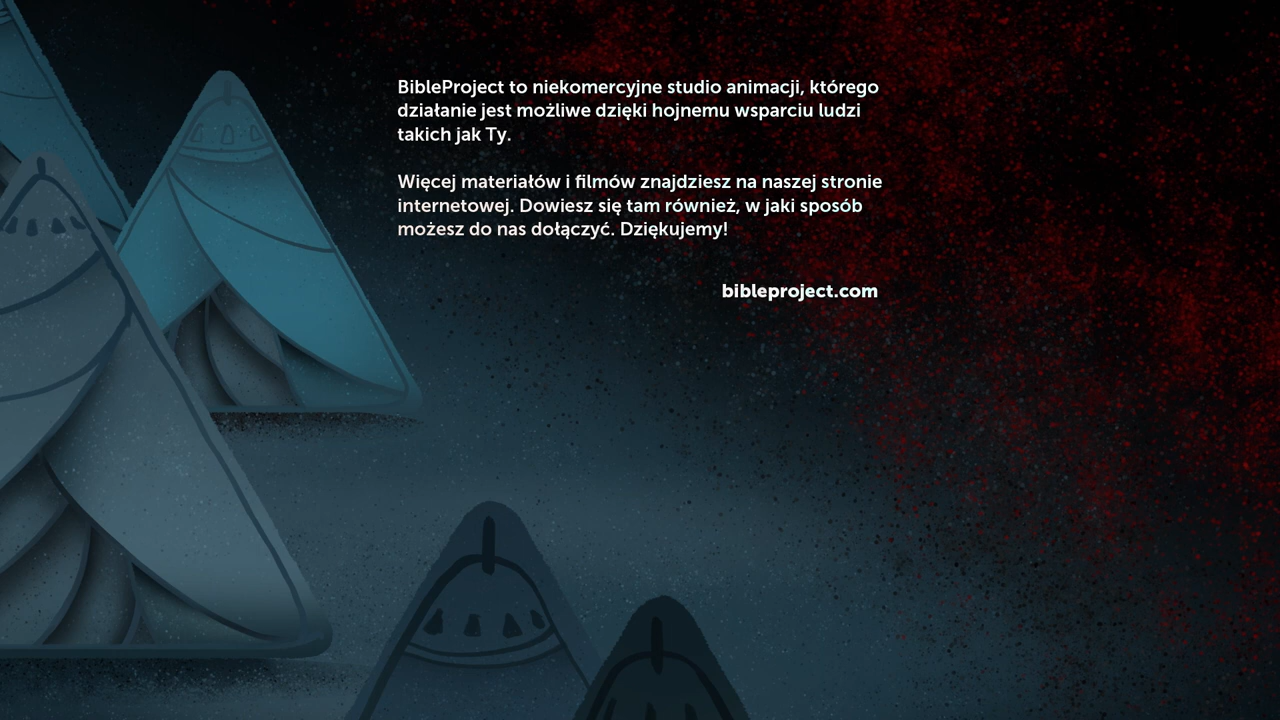 BibleProject to niekomercyjne studio animacji, którego
działanie jest możliwe dzięki hojnemu wsparciu ludzi
takich jak Ty.
Więcej materiałów i filmów znajdziesz na naszej stronie
internetowej. Dowiesz się tam również, w jaki sposób
możesz do nas dołączyć. Dziękujemy!
bibleproject.com